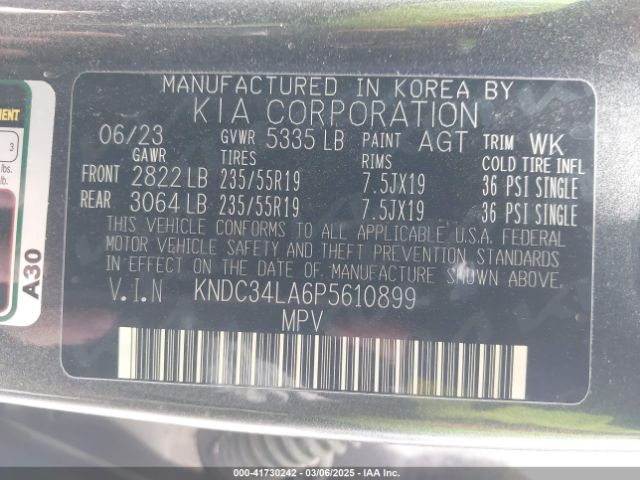 MANUFACTURED IN KOREA BY
KIA CORPORATION
06/23 GVWR 5335 LB PAINT AGT TRIM WK
GAWR TIRES RIMS COLD TIRE INFL
FRONT 2822 LB 235/55R19 7.5JX19 36 PSI SINGLE
REAR 3064 LB 235/55R19 7.5JX19 36 PSI SINGLE
THIS VEHICLE CONFORMS TO ALL APPLICABLE U.S.A. FEDERAL
MOTOR VEHICLE SAFETY AND THEFT PREVENTION STANDARDS
IN EFFECT ON THE DATE OF MANUFACTURE SHOWN ABOVE.
V.I.N KNDC34LA6P5610899
MPV
3
lbs.
A30
000-41730242 - 03/06/2025 - IAA Inc.